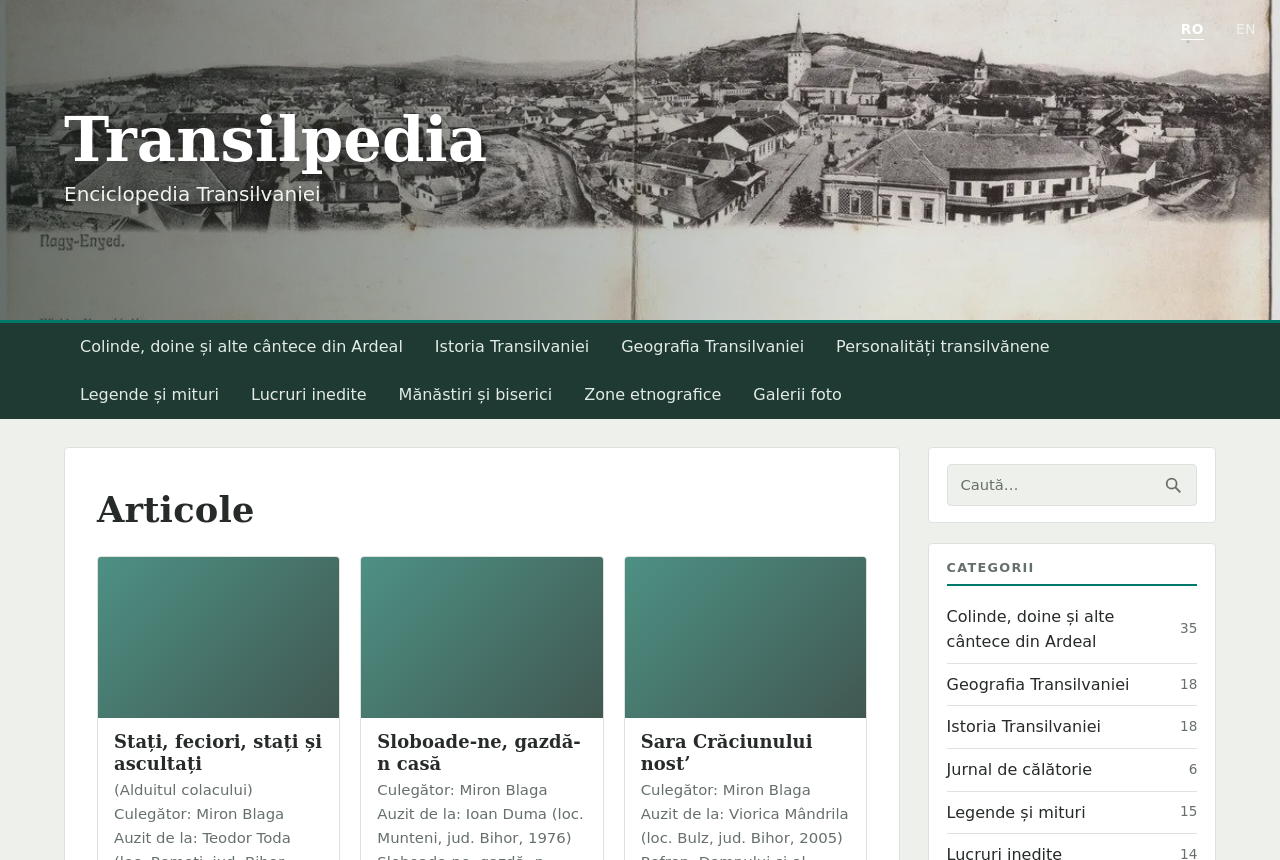 RO EN
Transilpedia
Enciclopedia Transilvaniei
Nagy-Enyed.
Colinde, doine și alte cântece din Ardeal Istoria Transilvaniei Geografia Transilvaniei Personalități transilvănene
Legende și mituri Lucruri inedite Mănăstiri și biserici Zone etnografice Galerii foto
Articole
Stați, feciori, stați și
ascultați
(Alduitul colacului)
Culegător: Miron Blaga
Auzit de la: Teodor Toda
Sloboade-ne, gazdă-
n casă
Culegător: Miron Blaga
Auzit de la: Ioan Duma (loc.
Munteni, jud. Bihor, 1976)
Sara Crăciunului
nost’
Culegător: Miron Blaga
Auzit de la: Viorica Mândrila
(loc. Bulz, jud. Bihor, 2005)
Caută...
CATEGORII
Colinde, doine și alte
cântece din Ardeal 35
Geografia Transilvaniei 18
Istoria Transilvaniei 18
Jurnal de călătorie 6
Legende și mituri 15
Lucruri inedite 14